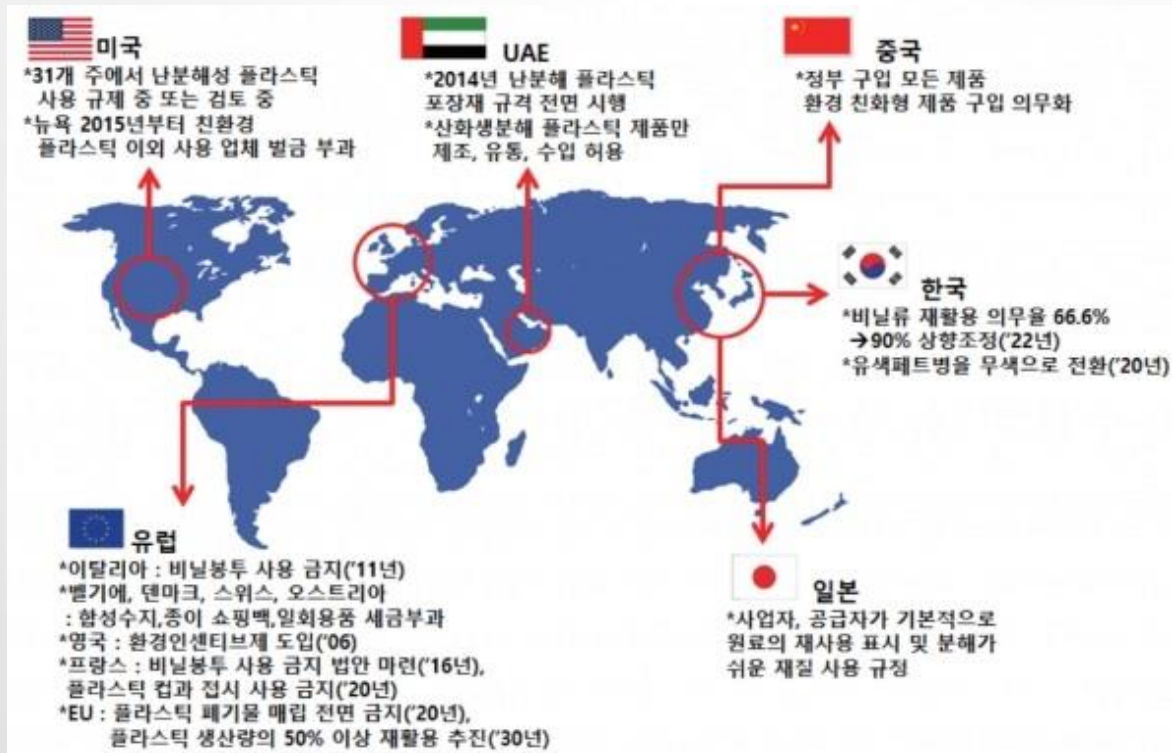 미국
*31개 주에서 난분해성 플라스틱
사용 규제 중 또는 검토 중
*뉴욕 2015년부터 친환경
플라스틱 이외 사용 업체 벌금 부과
UAE
*2014년 난분해 플라스틱
포장재 규격 전면 시행
*산화생분해 플라스틱 제품만
제조, 유통, 수입 허용
중국
*정부 구입 모든 제품
환경 친화형 제품 구입 의무화
한국
*비닐류 재활용 의무율 66.6%
→90% 상향조정('22년)
*유색페트병을 무색으로 전환('20년)
유럽
*이탈리아 : 비닐봉투 사용 금지('11년)
*벨기에, 덴마크, 스위스, 오스트리아
: 합성수지,종이 쇼핑백,일회용품 세금부과
*영국 : 환경인센티브제 도입('06)
*프랑스 : 비닐봉투 사용 금지 법안 마련('16년),
플라스틱 컵과 접시 사용 금지('20년)
*EU : 플라스틱 폐기물 매립 전면 금지('20년),
플라스틱 생산량의 50% 이상 재활용 추진('30년)
일본
*사업자, 공급자가 기본적으로
원료의 재사용 표시 및 분해가
쉬운 재질 사용 규정